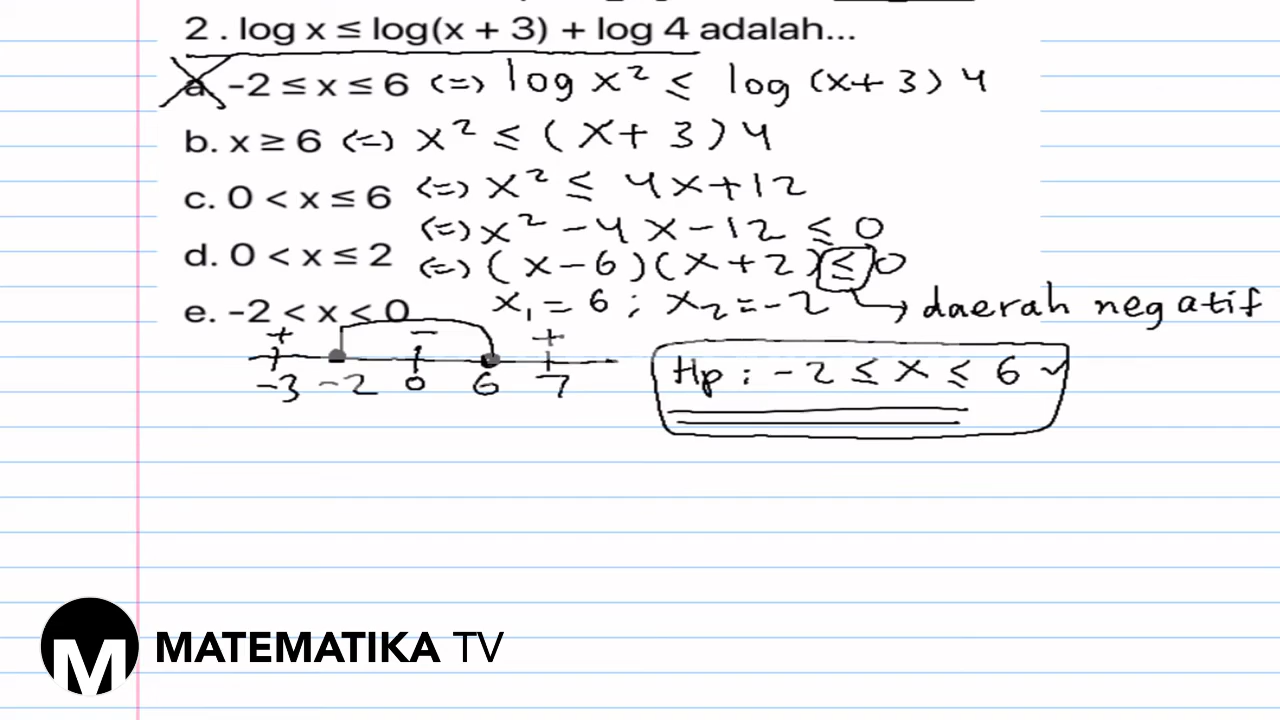 2 . log x ≤ log(x + 3) + log 4 adalah...
a. -2 ≤ x ≤ 6 (=) log x² ≤ log (x+3) 4
b. x ≥ 6 (=) x² ≤ (x+3) 4
c. 0 < x ≤ 6 (=) x² ≤ 4x+12
(=) x² - 4x - 12 ≤ 0
d. 0 < x ≤ 2 (=) (x-6)(x+2) ≤ 0
e. -2 < x < 0 x₁ = 6 ; x₂ = -2 → daerah negatif
+ - +
-3 -2 0 6 7
Hp : -2 ≤ x ≤ 6 ✓
M MATEMATIKA TV